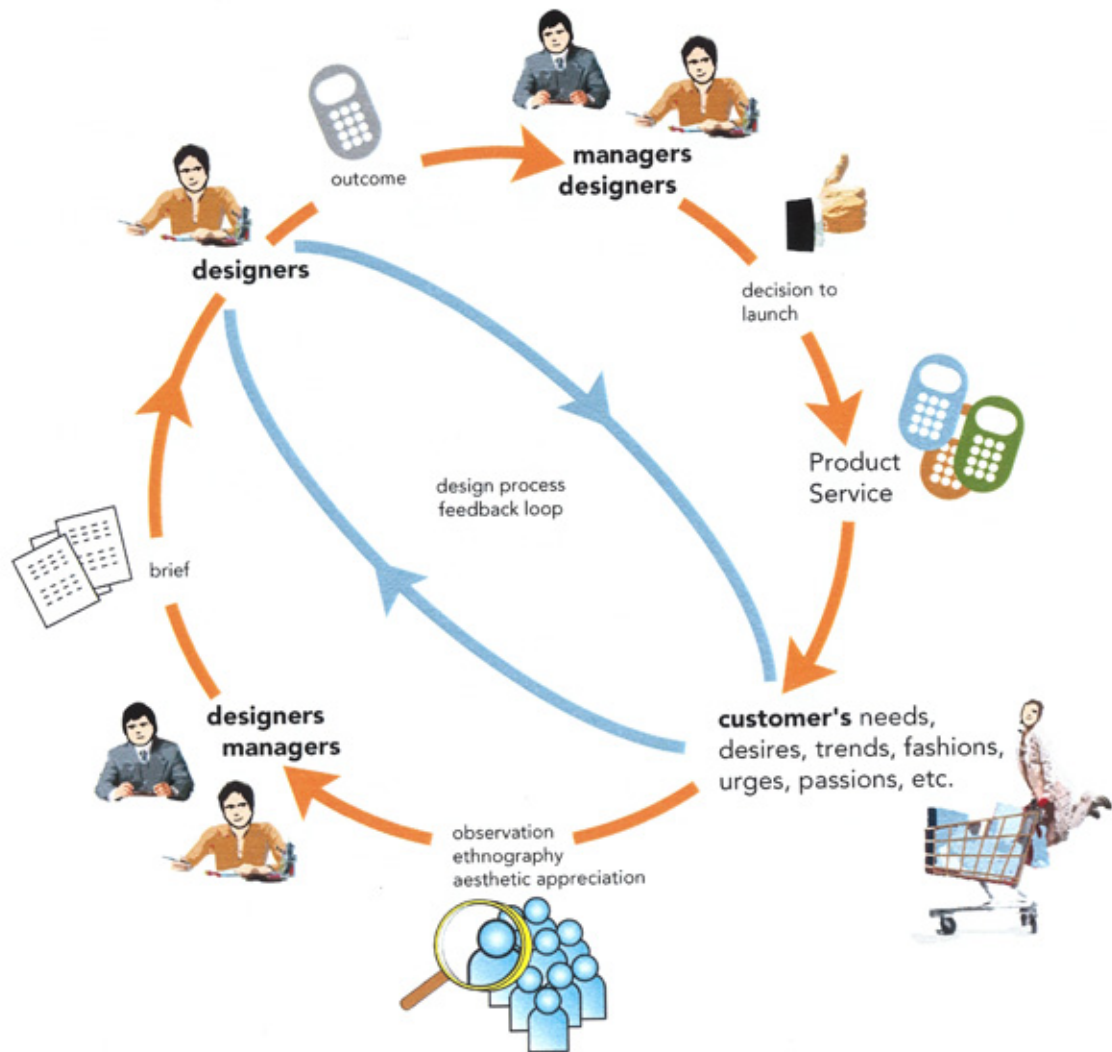 outcome
managers
designers
designers
decision to
launch
Product
Service
design process
feedback loop
brief
designers
managers
customer's needs,
desires, trends, fashions,
urges, passions, etc.
observation
ethnography
aesthetic appreciation